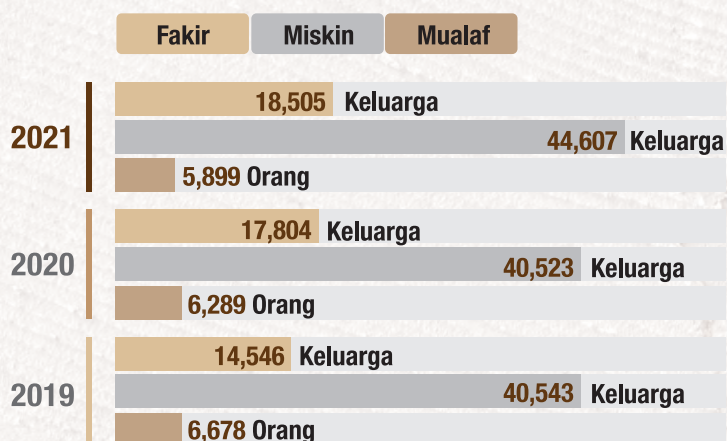 Fakir Miskin Mualaf
2021
18,505 Keluarga
44,607 Keluarga
5,899 Orang
2020
17,804 Keluarga
40,523 Keluarga
6,289 Orang
2019
14,546 Keluarga
40,543 Keluarga
6,678 Orang